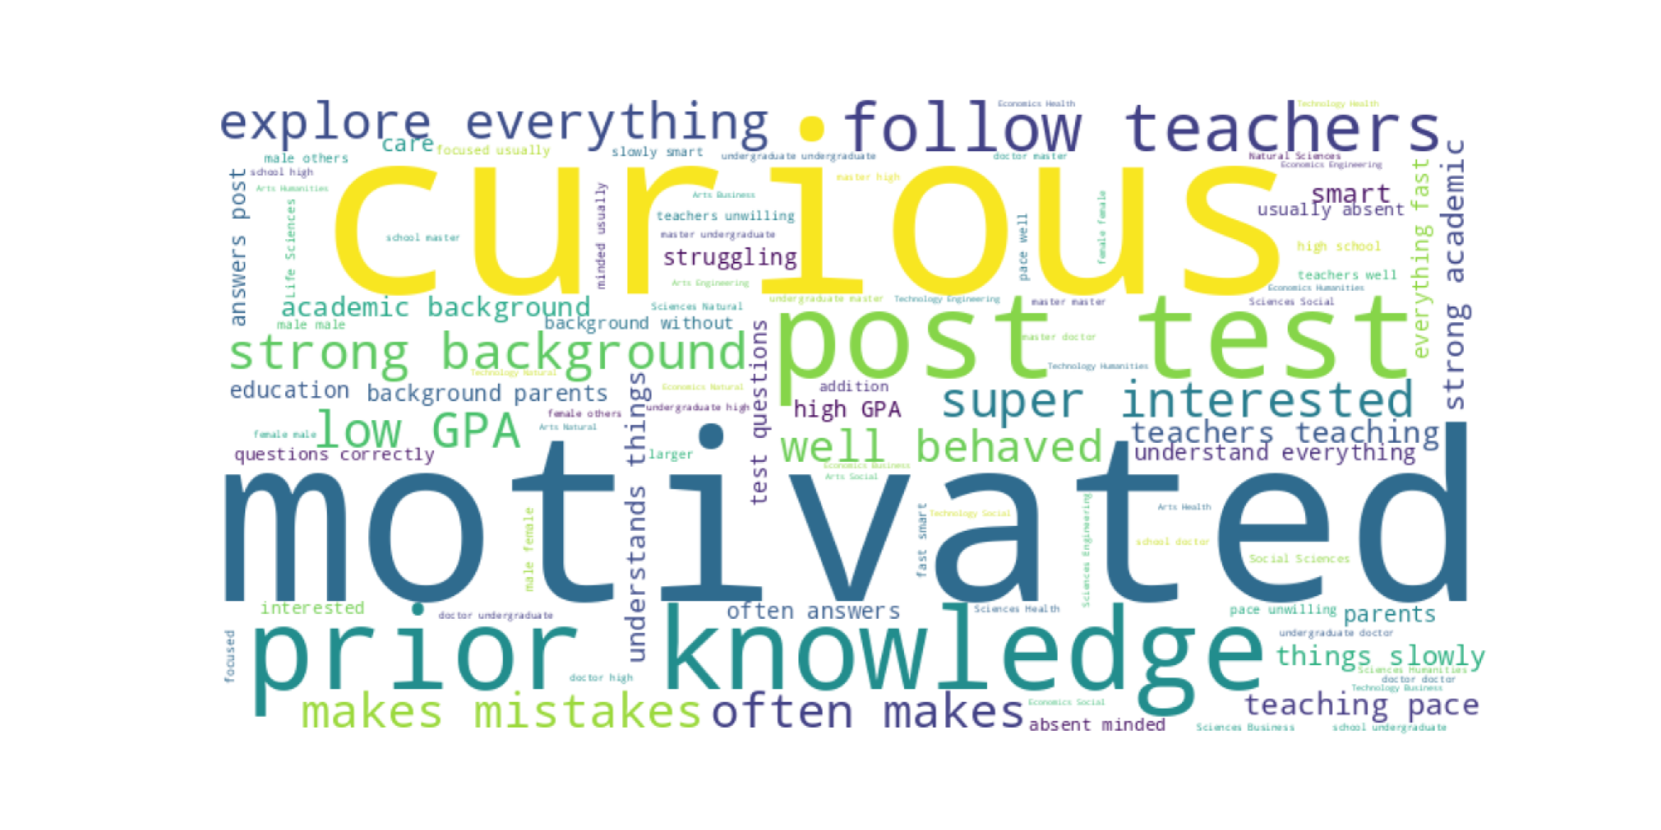 explore everything
follow teachers
Economics Health
Technology Health
care
focused usually
slowly smart
undergraduate undergraduate
doctor master
Natural Sciences
Economics Engineering
male others
school high
Arts Humanities
answers post
Life Sciences
curious
master high
Arts Business
teachers unwilling
master undergraduate
struggling
Arts Engineering
minded usually
school master
pace well
female female
smart
usually absent
high school
teachers well
Economics Humanities
Sciences Social
everything fast
strong academic
academic background
male male
Sciences Natural
background without
undergraduate master
Technology Engineering
master master
post test
master doctor
Technology Humanities
strong background
Technology Natural
education
background parents
Economics Natural
undergraduate high
female others
Arts Natural
understands things
test questions
addition
high GPA
super interested
low GPA
female male
questions correctly
larger
well behaved
teachers teaching
understand everything
Economics Business
Arts Social
motivated
male female
fast smart
Technology Social
Sciences Engineering
Arts Health
school doctor
Social Sciences
interested
doctor undergraduate
often answers
Sciences Health
pace unwilling
parents
undergraduate doctor
focused
prior knowledge
doctor high
things slowly
Sciences Humanities
doctor doctor
Technology Business
makes mistakes
often makes
Economics Social
absent minded
teaching pace
Sciences Business
school undergraduate